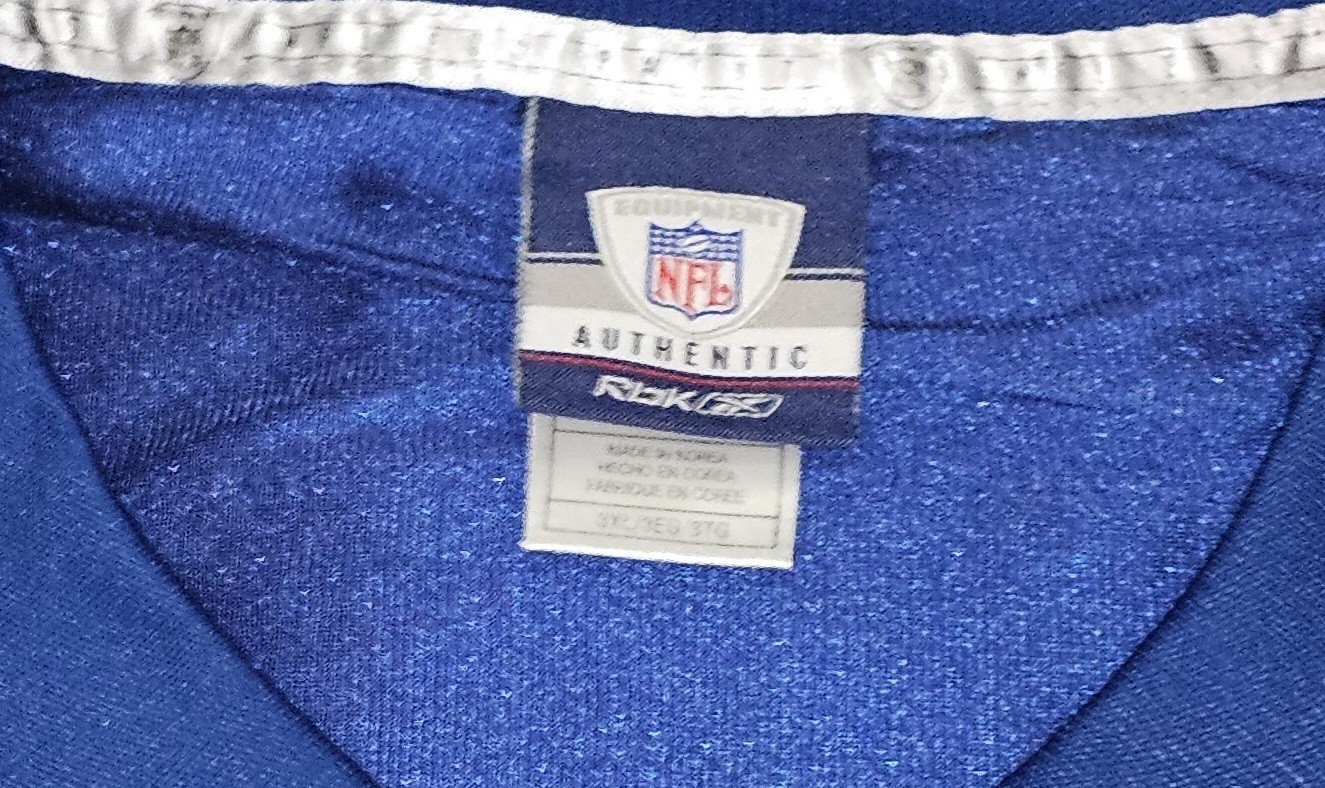 EQUIPMENT
NFL
AUTHENTIC
Rbk
MADE IN KOREA
HECHO EN COREA
FABRIQUE EN COREE
3XL/3EG 3TG